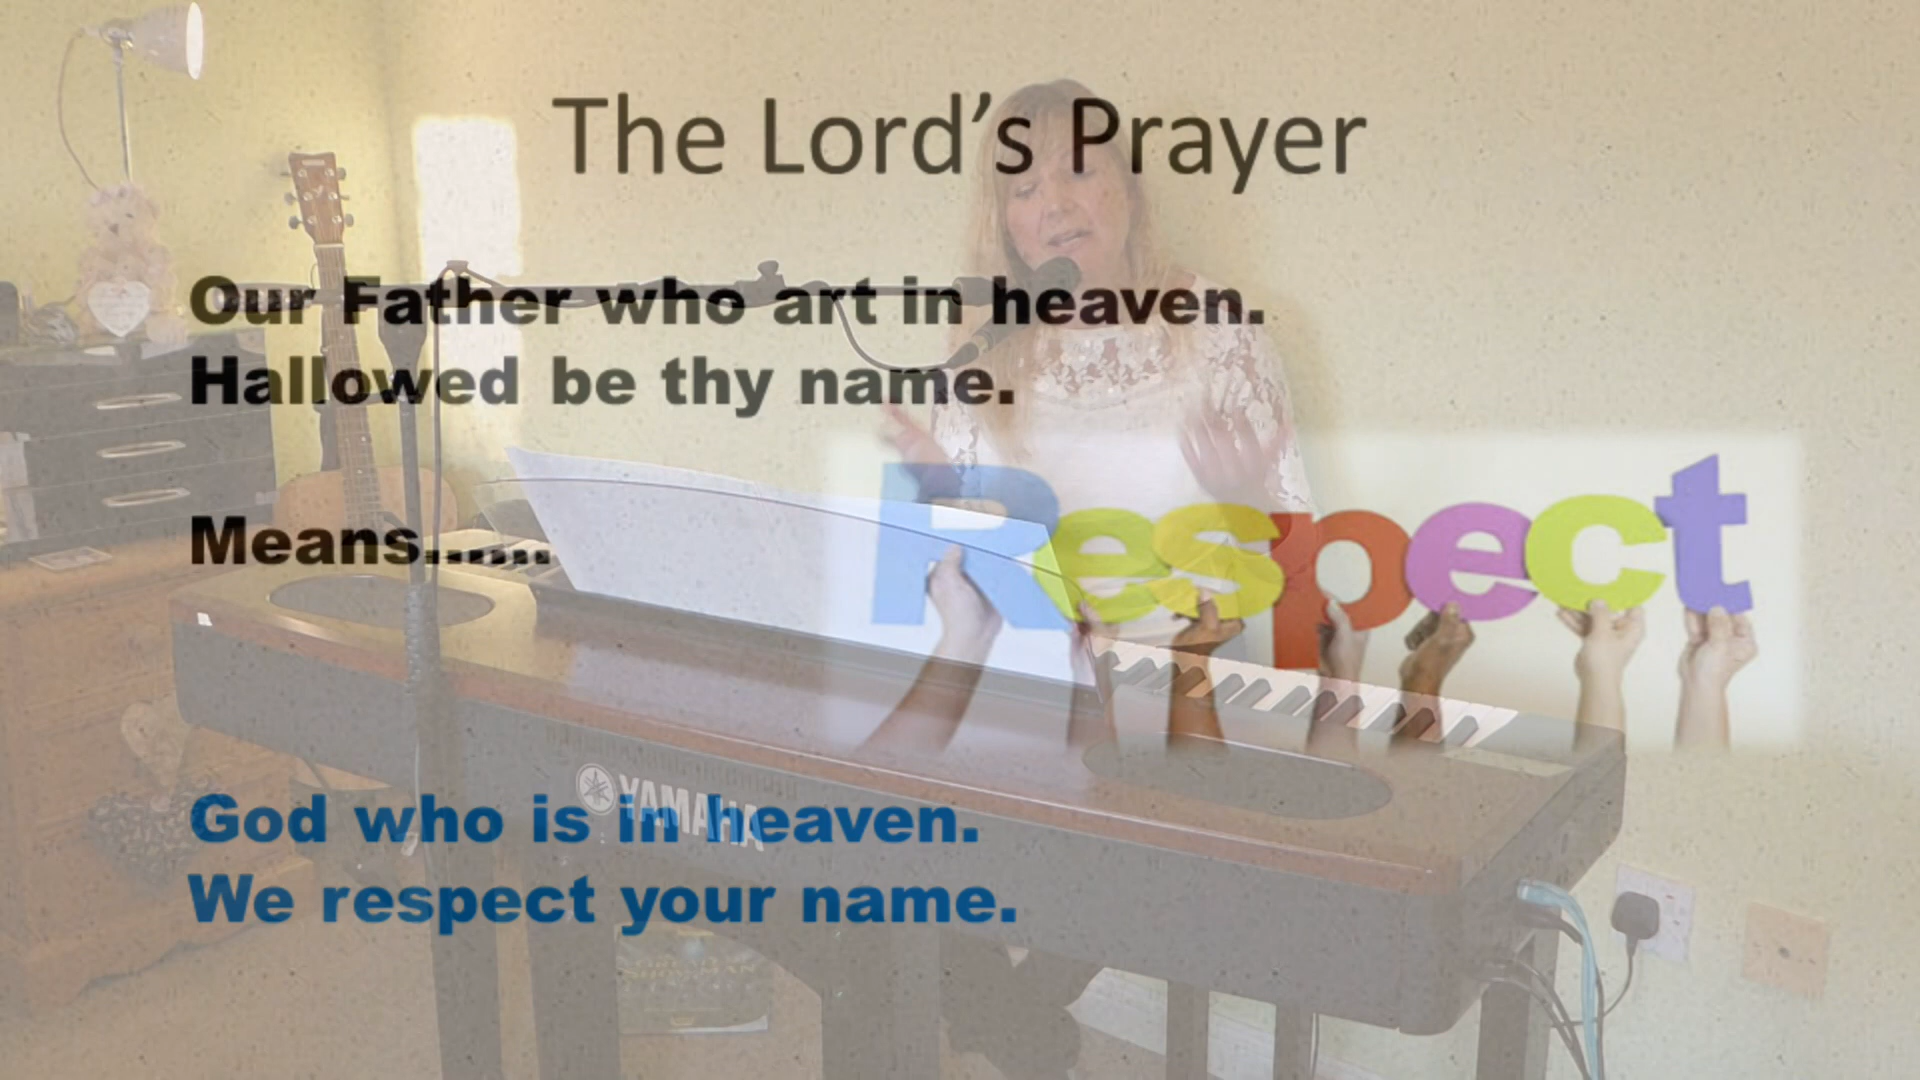 The Lord's Prayer
Our Father who art in heaven.
Hallowed be thy name.
Respect
Means......
YAMAHA
God who is in heaven.
We respect your name.